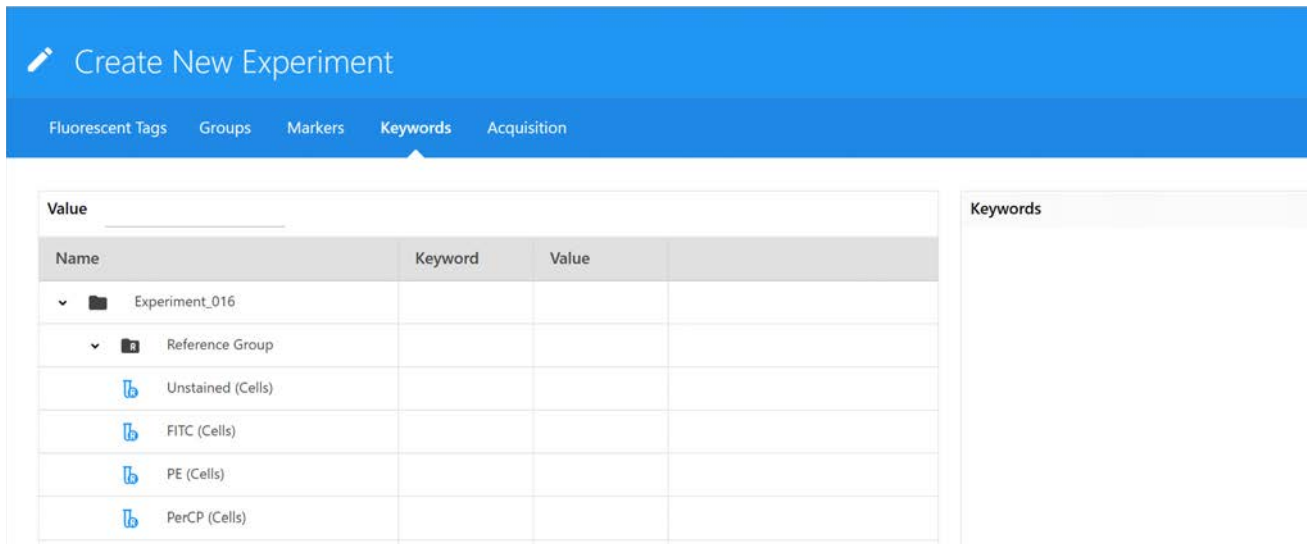 Create New Experiment
Fluorescent Tags Groups Markers Keywords Acquisition
Value
Keywords
Name Keyword Value
Experiment_016
R Reference Group
R Unstained (Cells)
R FITC (Cells)
R PE (Cells)
R PerCP (Cells)